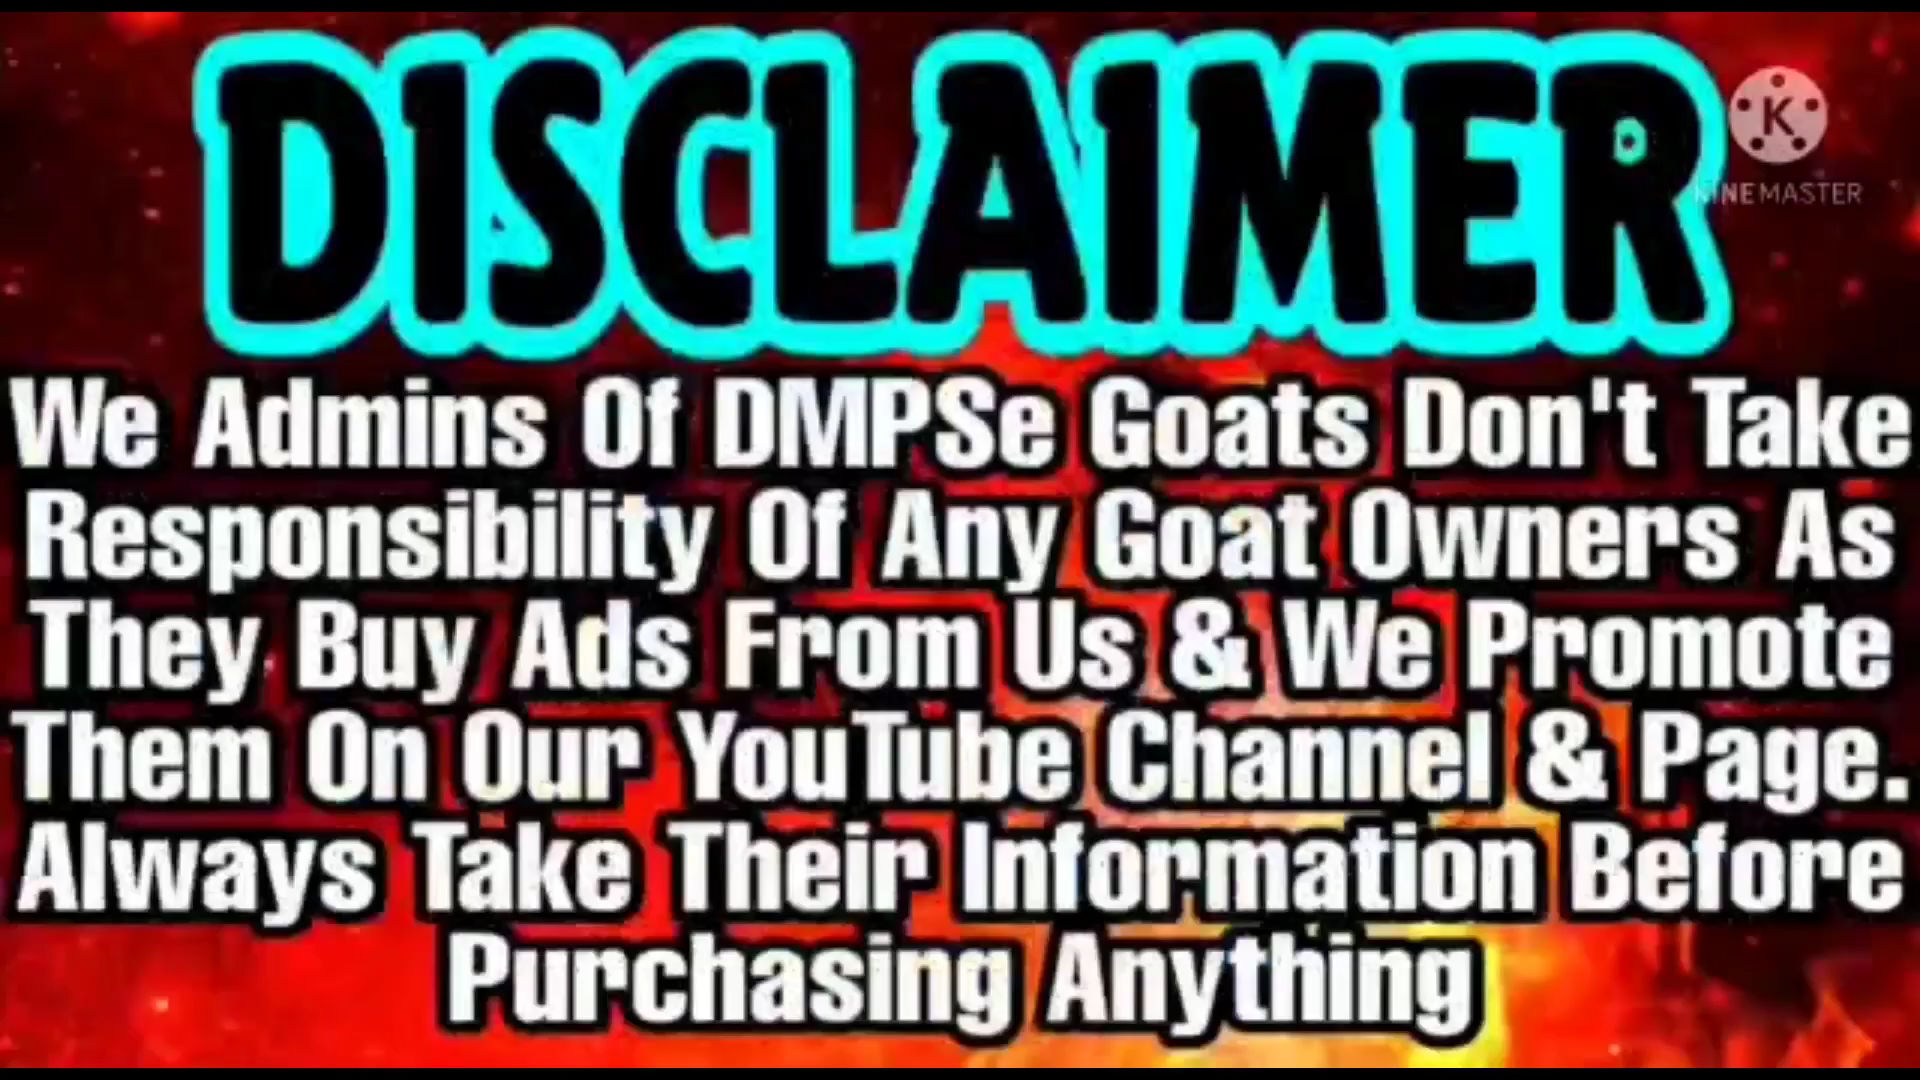 DISCLAIMER
KINEMASTER
We Admins Of DMPSe Goats Don't Take
Responsibility Of Any Goat Owners As
They Buy Ads From Us & We Promote
Them On Our YouTube Channel & Page.
Always Take Their Information Before
Purchasing Anything